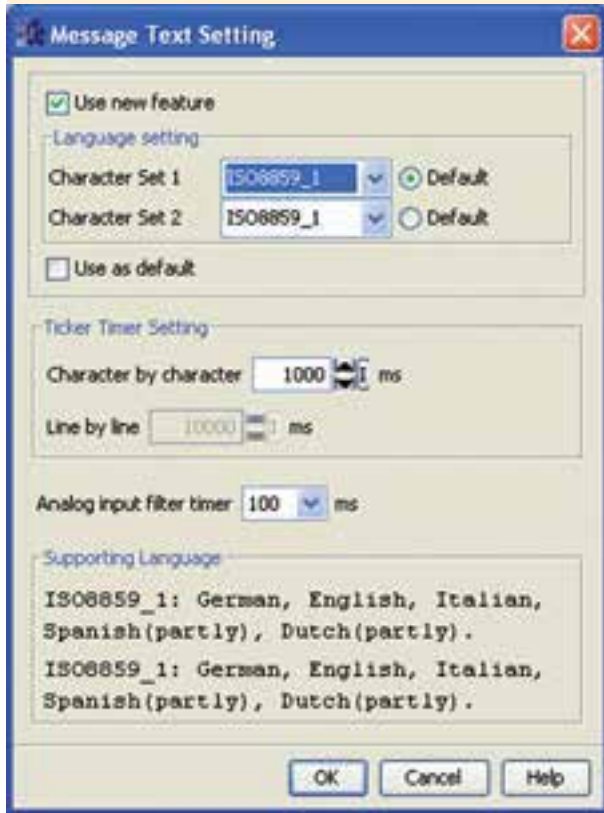 Message Text Setting
Use new feature
Language setting
Character Set 1 ISO8859_1 Default
Character Set 2 ISO8859_1 Default
Use as default
Ticker Timer Setting
Character by character 1000 ms
Line by line 10000 ms
Analog input filter timer 100 ms
Supporting Language
ISO8859_1: German, English, Italian,
Spanish(partly), Dutch(partly).
ISO8859_1: German, English, Italian,
Spanish(partly), Dutch(partly).
OK Cancel Help